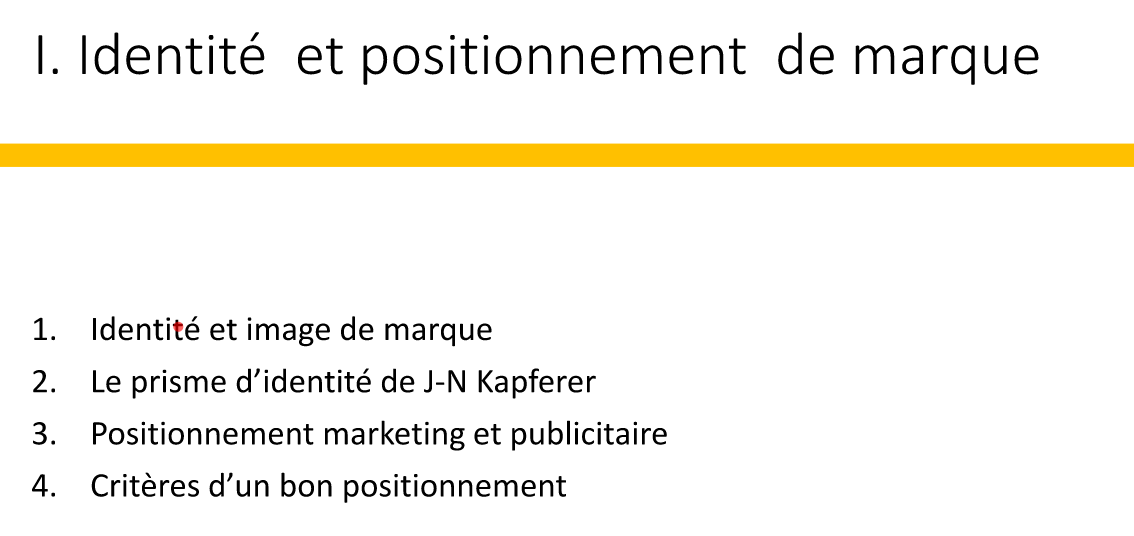 I. Identité et positionnement de marque
1. Identité et image de marque
2. Le prisme d’identité de J-N Kapferer
3. Positionnement marketing et publicitaire
4. Critères d’un bon positionnement